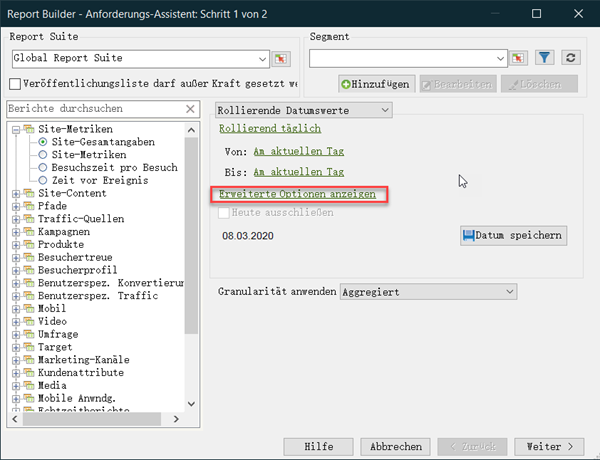 Report Builder - Anforderungs-Assistent: Schritt 1 von 2
Report Suite
Global Report Suite
Veröffentlichungsliste darf außer Kraft gesetzt we
Segment
Hinzufügen
Bearbeiten
Löschen
Berichte durchsuchen
Site-Metriken
Site-Gesamtangaben
Site-Metriken
Besuchszeit pro Besuch
Zeit vor Ereignis
Site-Content
Pfade
Traffic-Quellen
Kampagnen
Produkte
Besuchertreue
Besucherprofil
Benutzerspez. Konvertierun
Benutzerspez. Traffic
Mobil
Video
Umfrage
Target
Marketing-Kanäle
Kundenattribute
Media
Mobile Anwndg.
Echtzeitberichte
Rollierende Datumswerte
Rollierend täglich
Von: Am aktuellen Tag
Bis: Am aktuellen Tag
Erweiterte Optionen anzeigen
Heute ausschließen
08.03.2020
Datum speichern
Granularität anwenden Aggregiert
Hilfe
Abbrechen
< Zurück
Weiter >